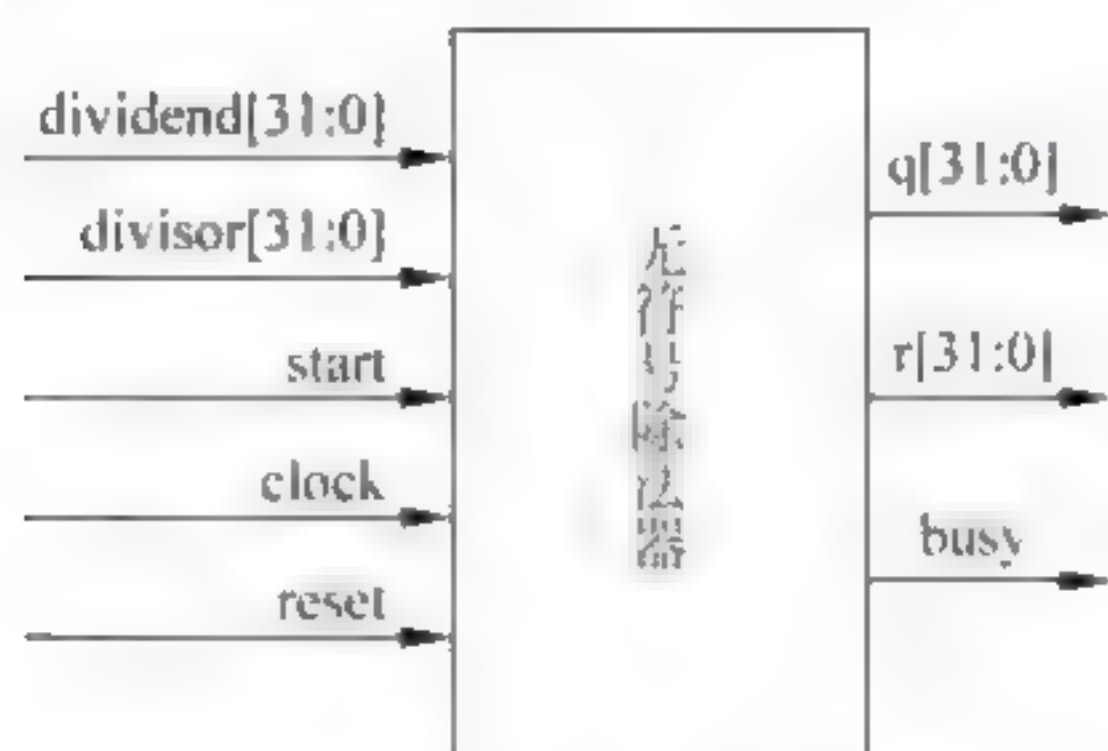 dividend[31:0]
divisor[31:0]
start
clock
reset
无符号除法器
q[31:0]
r[31:0]
busy